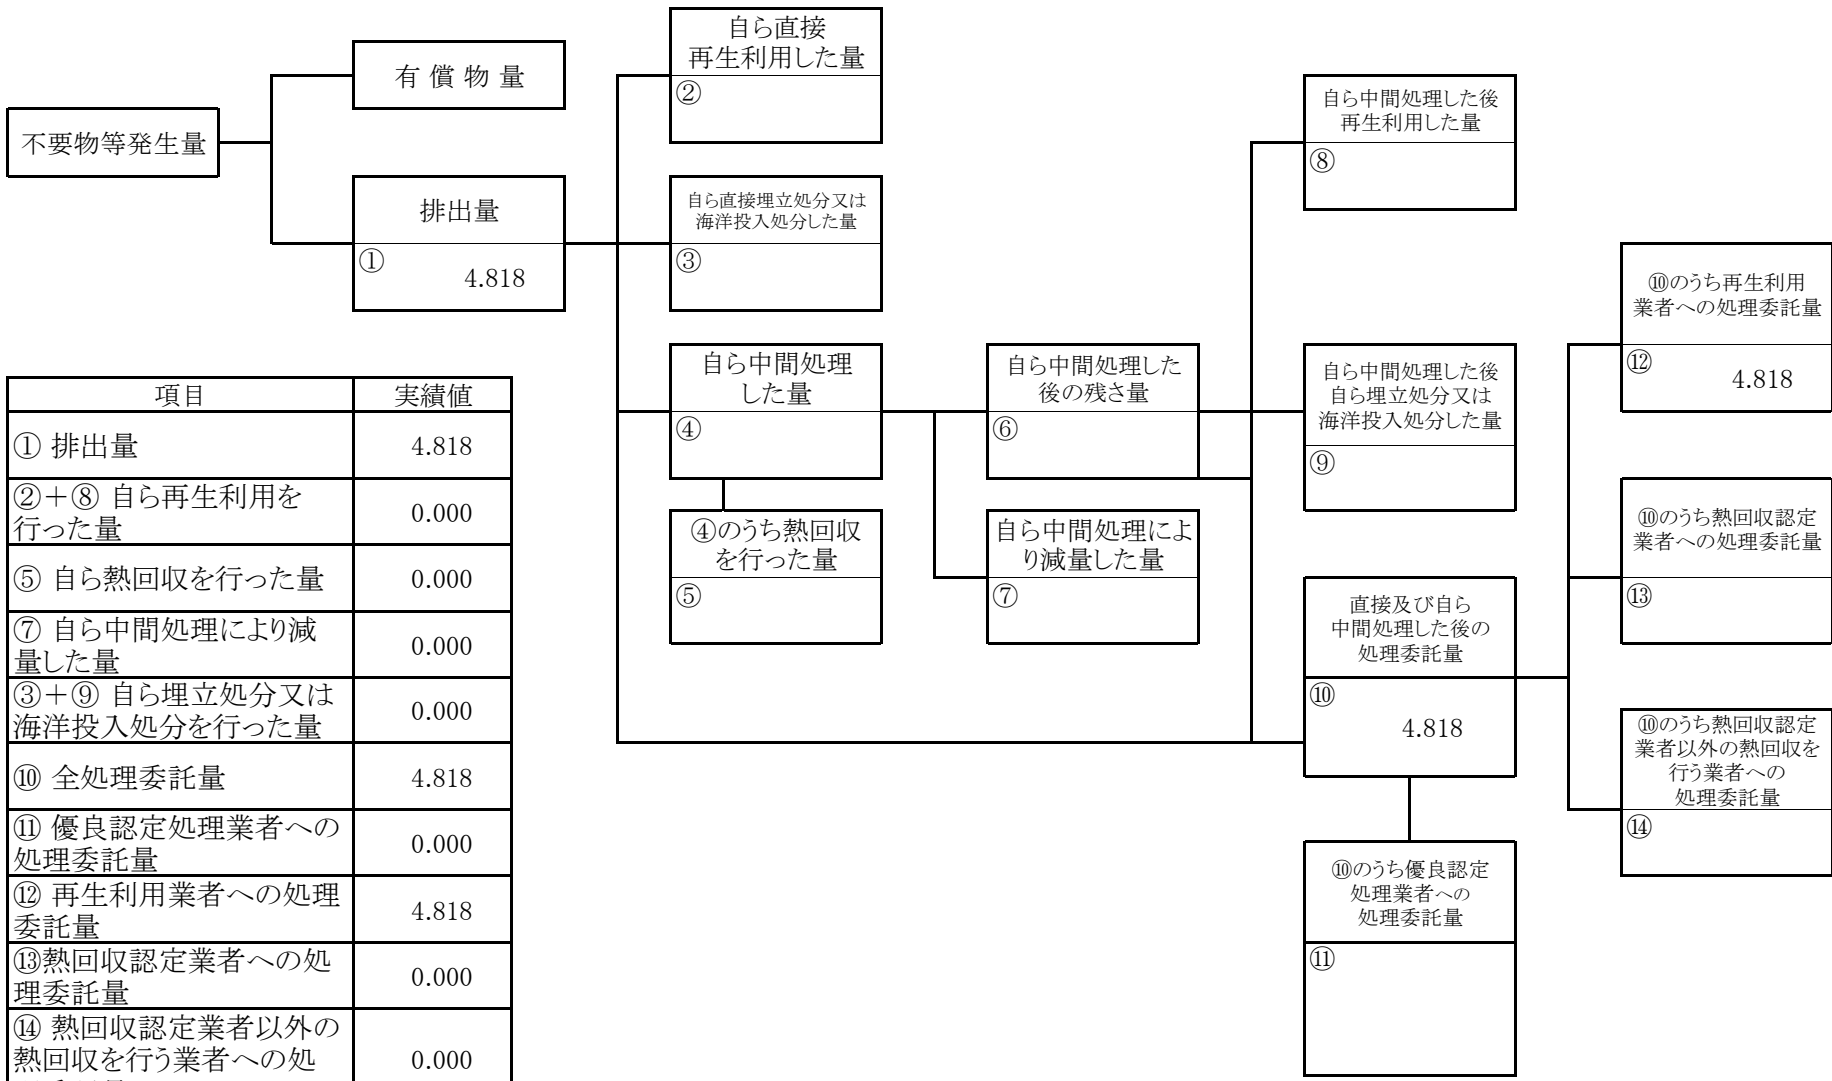 不要物等発生量
有 償 物 量
排出量
①
4.818
自ら直接
再生利用した量
②
自ら直接埋立処分又は
海洋投入処分した量
③
自ら中間処理
した量
④
④のうち熱回収
を行った量
⑤
自ら中間処理した
後の残さ量
⑥
自ら中間処理によ
り減量した量
⑦
自ら中間処理した後
再生利用した量
⑧
自ら中間処理した後
自ら埋立処分又は
海洋投入処分した量
⑨
直接及び自ら
中間処理した後の
処理委託量
⑩
4.818
⑩のうち優良認定
処理業者への
処理委託量
⑪
⑩のうち再生利用
業者への処理委託量
⑫
4.818
⑩のうち熱回収認定
業者への処理委託量
⑬
⑩のうち熱回収認定
業者以外の熱回収を
行う業者への
処理委託量
⑭
項目 実績値
① 排出量 4.818
②＋⑧ 自ら再生利用を
行った量 0.000
⑤ 自ら熱回収を行った量 0.000
⑦ 自ら中間処理により減
量した量 0.000
③＋⑨ 自ら埋立処分又は
海洋投入処分を行った量 0.000
⑩ 全処理委託量 4.818
⑪ 優良認定処理業者への
処理委託量 0.000
⑫ 再生利用業者への処理
委託量 4.818
⑬熱回収認定業者への処
理委託量 0.000
⑭ 熱回収認定業者以外の
熱回収を行う業者への処 0.000